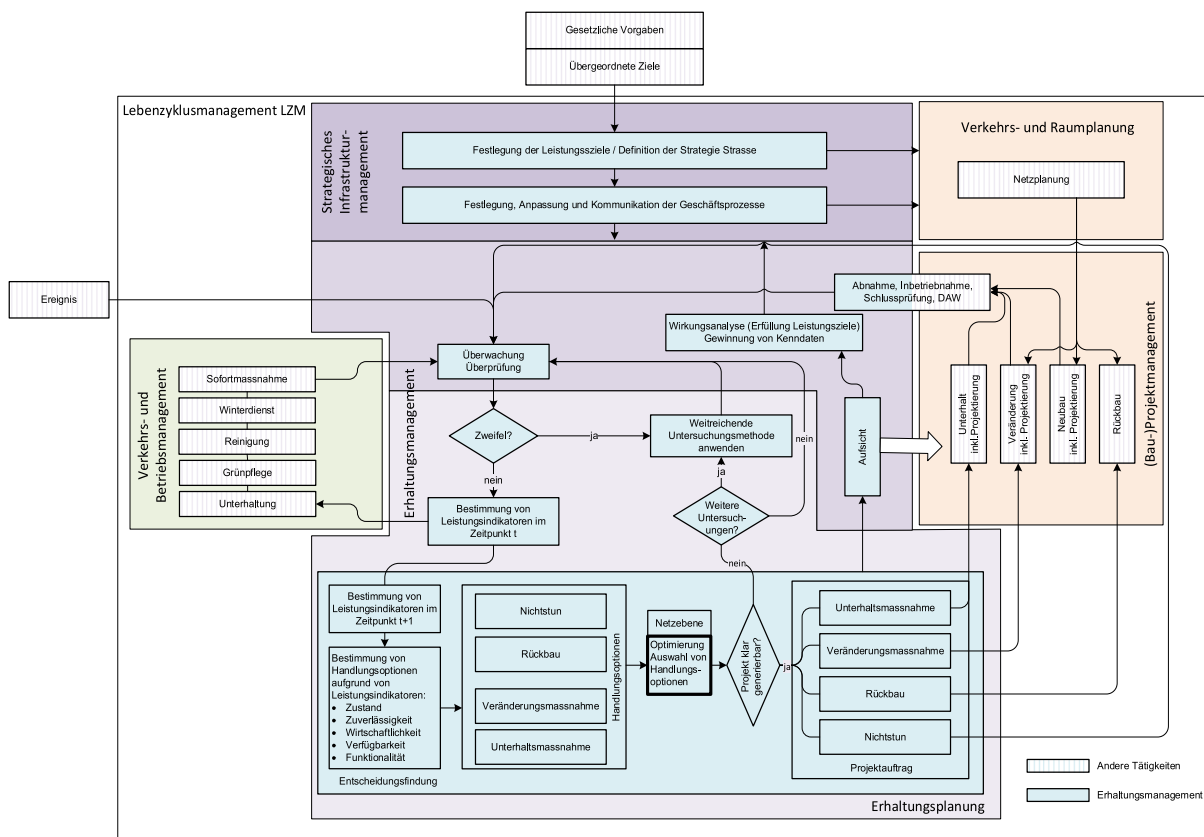 Gesetzliche Vorgaben
Übergeordnete Ziele
Lebenzyklusmanagement LZM
Strategisches
Infrastruktur-
management
Festlegung der Leistungssziele / Definition der Strategie Strasse
Festlegung, Anpassung und Kommunikation der Geschäftsprozesse
Verkehrs- und Raumplanung
Netzplanung
Ereignis
Abnahme, Inbetriebnahme,
Schlussprüfung, DAW
Wirkungsanalyse (Erfüllung Leistungsziele)
Gewinnung von Kenndaten
Verkehrs- und
Betriebsmanagement
Sofortmassnahme
Winterdienst
Reinigung
Grünpflege
Unterhaltung
Erhaltungsmanagement
Überwachung
Überprüfung
Zweifel?
ja
nein
Weitreichende
Untersuchungsmethode
anwenden
nein
ja
Weitere
Untersuch-
ungen?
nein
Aufsicht
Unterhalt
inkl.Projektierung
Veränderung
inkl. Projektierung
Neubau
inkl. Projektierung
Rückbau
(Bau-)Projektmanagement
Bestimmung von
Leistungsindikatoren im
Zeitpunkt t
Bestimmung von
Leistungsindikatoren im
Zeitpunkt t+1
Bestimmung von
Handlungsoptionen
aufgrund von
Leistungsindikatoren:
• Zustand
• Zuverlässigkeit
• Wirtschaftlichkeit
• Verfügbarkeit
• Funktionalität
Entscheidungsfindung
Nichtstun
Rückbau
Veränderungsmassnahme
Unterhaltsmassnahme
Handlungsoptionen
Netzebene
Optimierung
Auswahl von
Handlungs-
optionen
Projekt klar
generierbar?
ja
Unterhaltsmassnahme
Veränderungsmassnahme
Rückbau
Nichtstun
Projektauftrag
Erhaltungsplanung
Andere Tätigkeiten
Erhaltungsmanagement